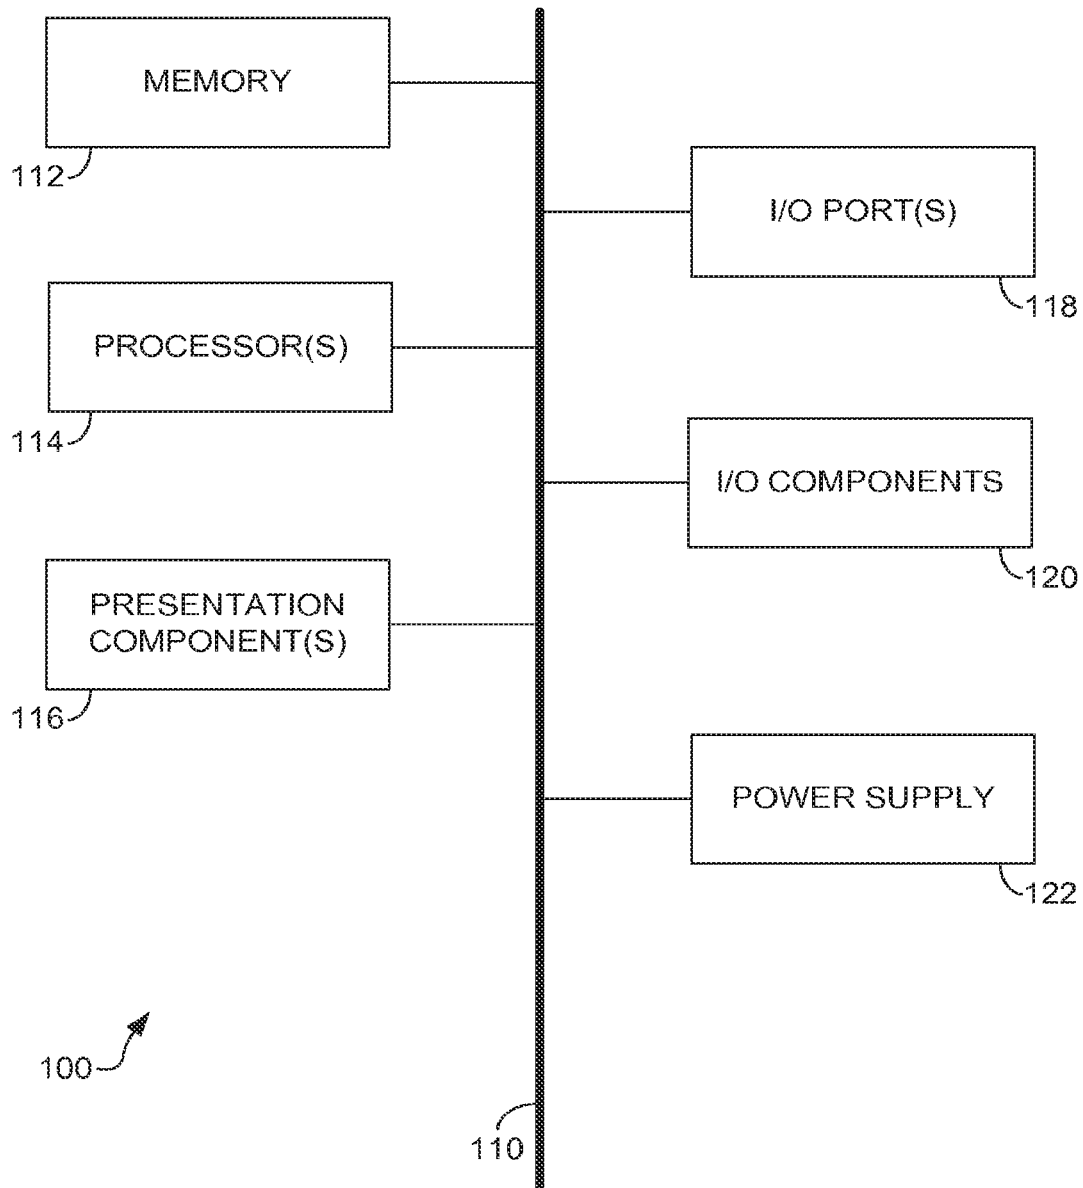 MEMORY
112
I/O PORT(S)
118
PROCESSOR(S)
114
I/O COMPONENTS
120
PRESENTATION
COMPONENT(S)
116
POWER SUPPLY
122
100
110